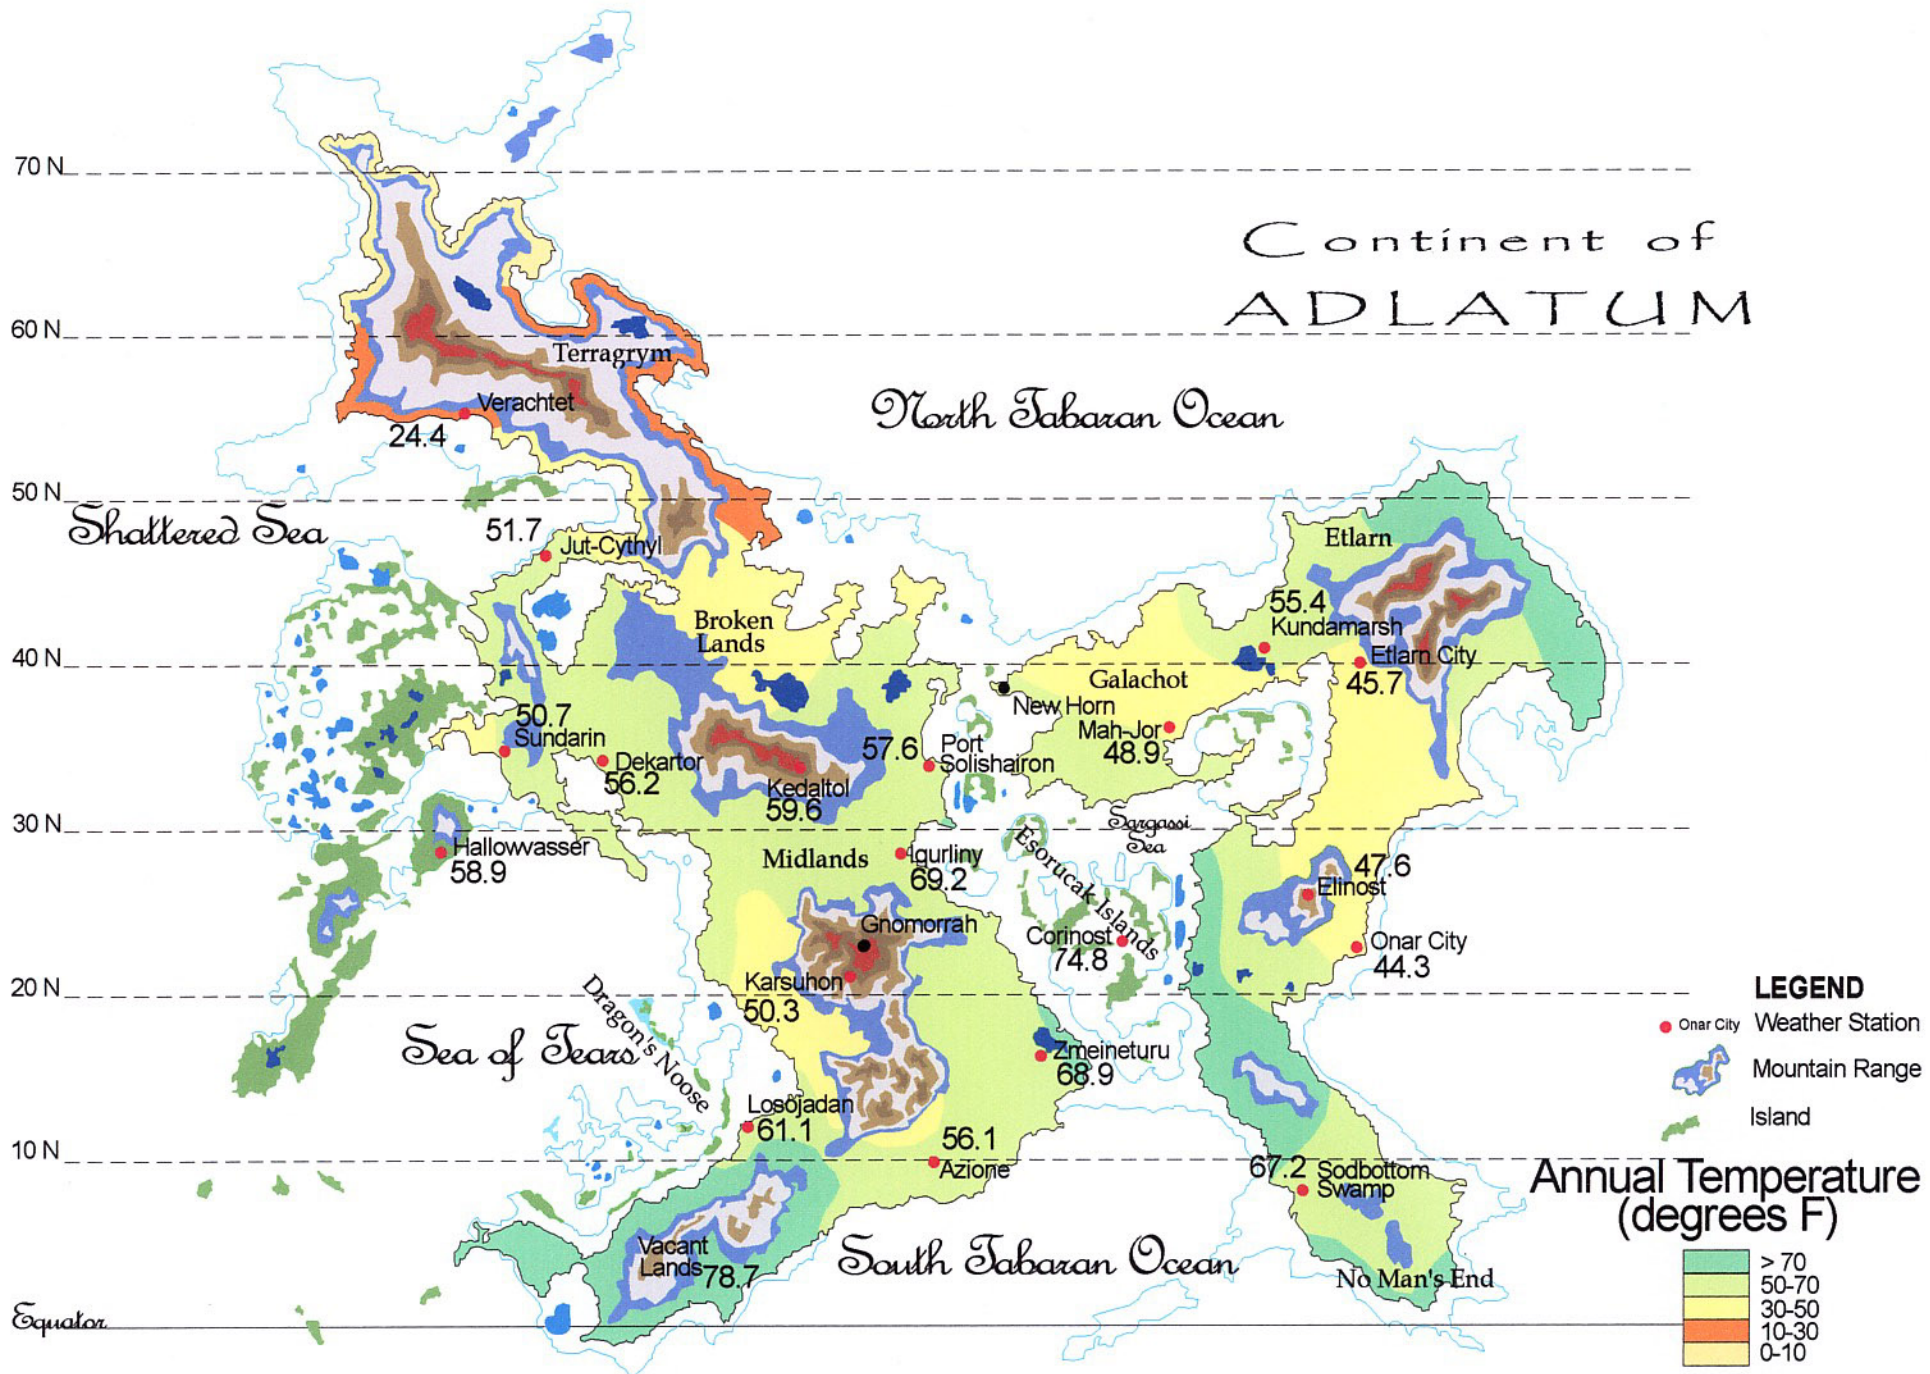 70 N
Continent of
ADLATUM
60 N
Terragrym
Verachtet
24.4
North Tabaran Ocean
50 N
Shattered Sea
51.7
Jut-Cythyl
Etlarn
Broken
Lands
55.4
Kundamarsh
40 N
Etlarn City
45.7
Galachot
New Horn
Mah-Jor
48.9
50.7
Sundarin
Dekartor
56.2
Kedaltol
59.6
57.6
Port
Solishairon
30 N
Sargassi
Sea
Hallowwasser
58.9
Midlands
Igurliny
69.2
Esorucak Islands
47.6
Elinost
Gnomorrah
Corinost
74.8
Onar City
44.3
Karsuhon
50.3
20 N
Dragon's Noose
Sea of Tears
Zmeineturu
68.9
LEGEND
Onar City Weather Station
Mountain Range
Island
Losojadan
61.1
56.1
Azione
10 N
67.2
Sodbottom
Swamp
Annual Temperature
(degrees F)
> 70
50-70
30-50
10-30
0-10
Vacant
Lands
78.7
South Tabaran Ocean
No Man's End
Equator